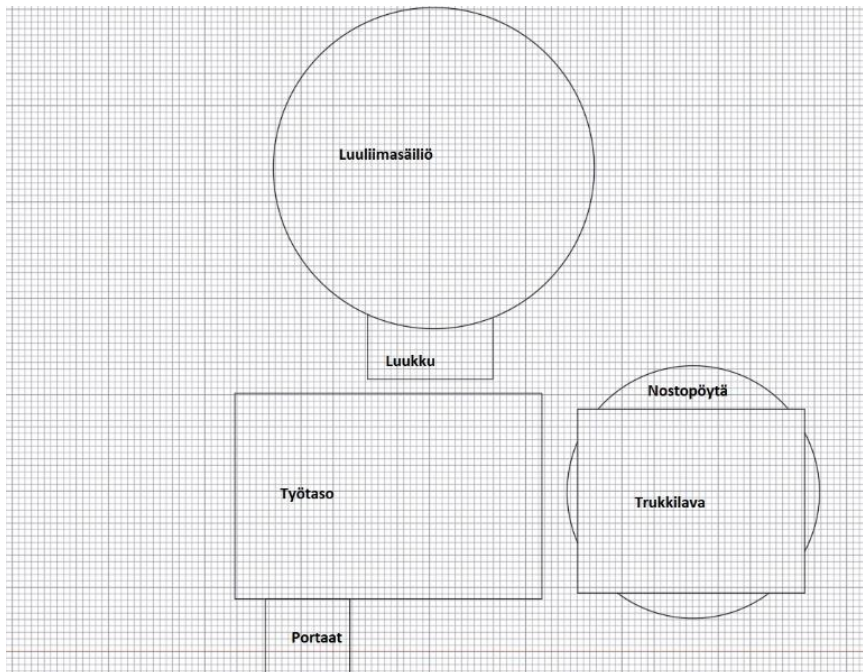 Luuliimasäiliö
Luukku
Nostopöytä
Työtaso
Trukkilava
Portaat